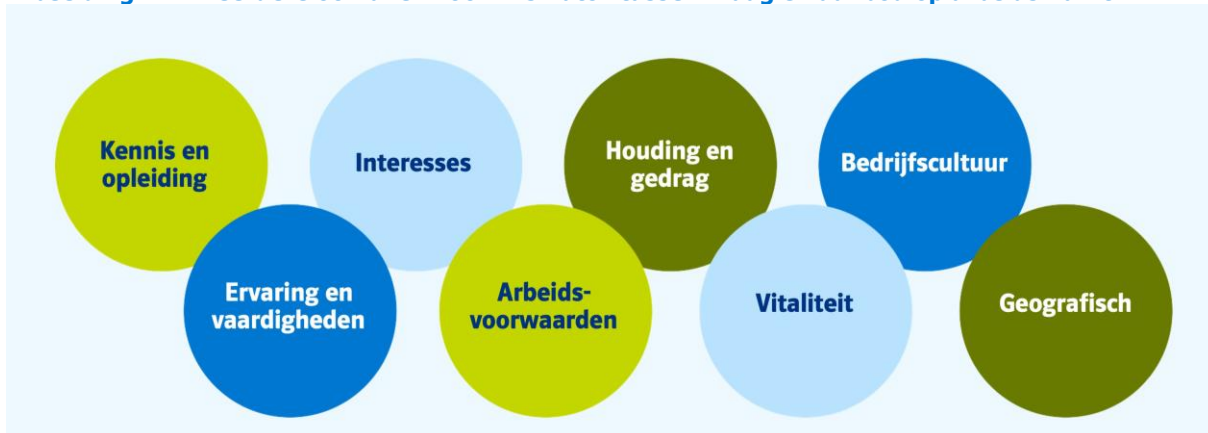 Kennis en
opleiding
Interesses
Houding en
gedrag
Bedrijfscultuur
Ervaring en
vaardigheden
Arbeids-
voorwaarden
Vitaliteit
Geografisch